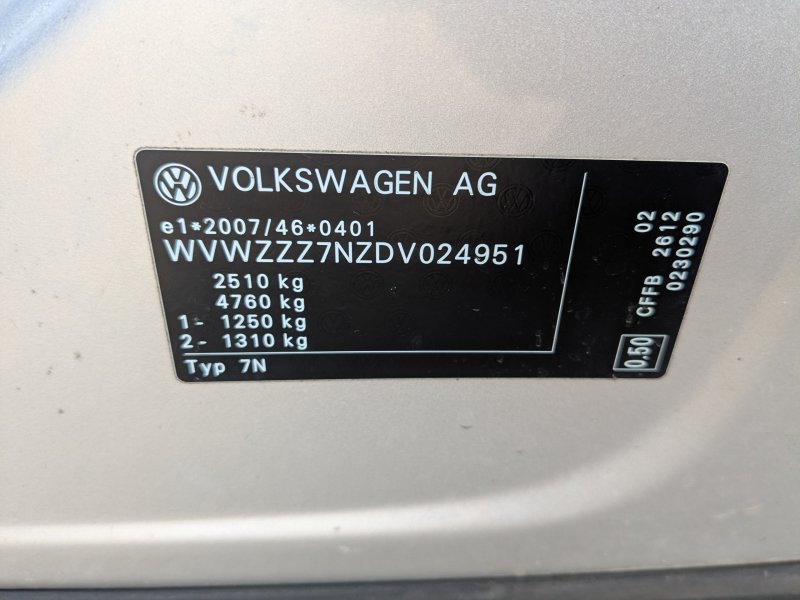 VOLKSWAGEN AG
e1*2007/46*0401
WVWZZZ7NZDV024951
2510 kg
4760 kg
1- 1250 kg
2- 1310 kg
Typ 7N
02
CFFB 2612
0230290
0.50